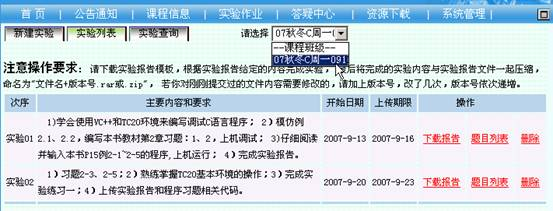 首 页 | 公告通知 | 课程信息 | 实验作业 | 答疑中心 | 资源下载 | 系统管理 |
新建实验 实验列表 实验查询 请选择 07秋冬C周一
--课程班级--
07秋冬C周一091
注意操作要求：请下载实验报告模板，根据实验报告给定的内容完成实验，然后将完成的实验内容与实验报告文件一起压缩，
命名为“文件名+版本号.rar或.zip”，若你对刚刚提交过的文件内容需要修改的，请加上版本号，改了几次，版本号依次递增。
次序 主要内容和要求 开始日期 上传期限 操作
实验01 1)学会使用VC++和TC20环境来编写调试C语言程序； 2)模仿例
2.1、2.2，编写本教材第2章习题：1、2，上机调试； 3)仔细阅读
并输入本书P15例2-1~2-5的程序,上机运行； 4)完成实验报告。 2007-9-13 2007-9-16 下载报告 题目列表 删除
实验02 1)习题2-3、2-5；2)熟练掌握TC20基本环境的操作；3)完成实
验练习一；4)上传实验报告和程序习题相关代码。 2007-9-20 2007-9-23 下载报告 题目列表 删除